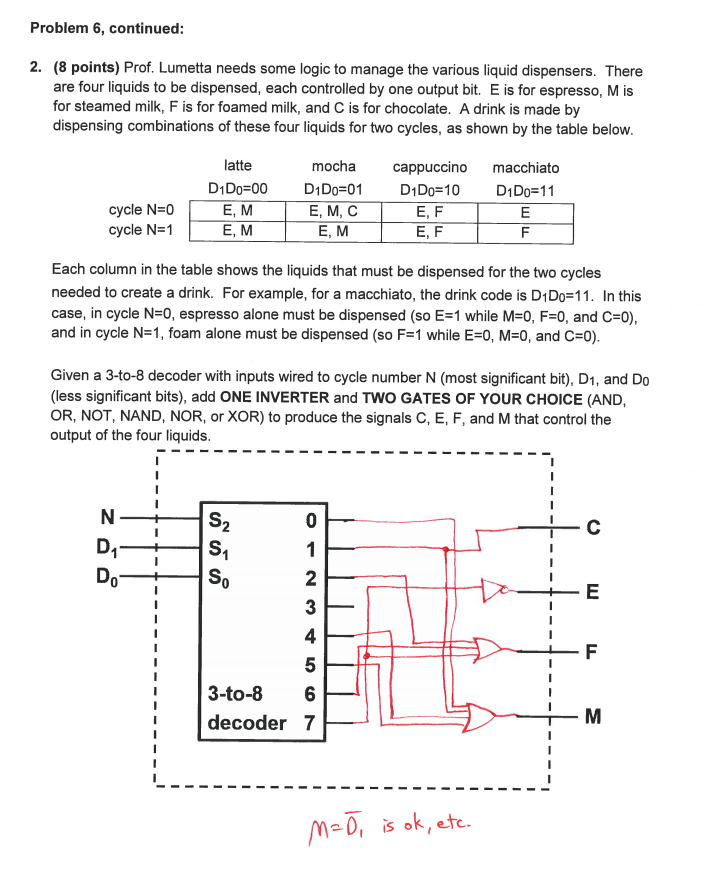 Problem 6, continued:
2. (8 points) Prof. Lumetta needs some logic to manage the various liquid dispensers. There
are four liquids to be dispensed, each controlled by one output bit. E is for espresso, M is
for steamed milk, F is for foamed milk, and C is for chocolate. A drink is made by
dispensing combinations of these four liquids for two cycles, as shown by the table below.
latte mocha cappuccino macchiato
D1D0=00 D1D0=01 D1D0=10 D1D0=11
cycle N=0 E, M E, M, C E, F E
cycle N=1 E, M E, M E, F F
Each column in the table shows the liquids that must be dispensed for the two cycles
needed to create a drink. For example, for a macchiato, the drink code is D1D0=11. In this
case, in cycle N=0, espresso alone must be dispensed (so E=1 while M=0, F=0, and C=0),
and in cycle N=1, foam alone must be dispensed (so F=1 while E=0, M=0, and C=0).
Given a 3-to-8 decoder with inputs wired to cycle number N (most significant bit), D1, and D0
(less significant bits), add ONE INVERTER and TWO GATES OF YOUR CHOICE (AND,
OR, NOT, NAND, NOR, or XOR) to produce the signals C, E, F, and M that control the
output of the four liquids.
N S2 0 C
D1 S1 1
D0 S0 2 E
3
4
5 F
3-to-8 6
decoder 7 M
M=D̅1 is ok, etc.